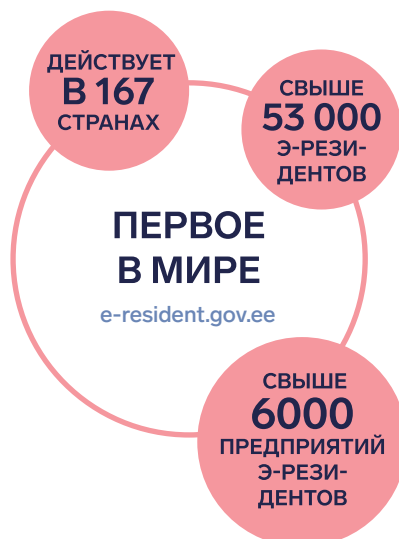 ДЕЙСТВУЕТ
В 167
СТРАНАХ
СВЫШЕ
53 000
Э-РЕЗИ-
ДЕНТОВ
ПЕРВОЕ
В МИРЕ
e-resident.gov.ee
СВЫШЕ
6000
ПРЕДПРИЯТИЙ
Э-РЕЗИ-
ДЕНТОВ